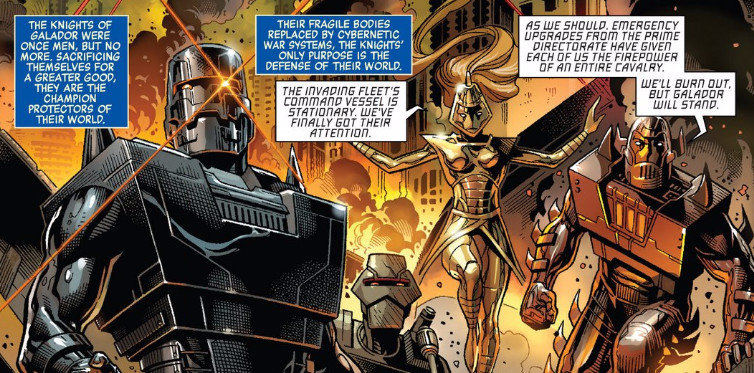 THE KNIGHTS OF
GALADOR WERE
ONCE MEN, BUT NO
MORE. SACRIFICING
THEMSELVES FOR
A GREATER GOOD,
THEY ARE THE
CHAMPION
PROTECTORS OF
THEIR WORLD.
THEIR FRAGILE BODIES
REPLACED BY CYBERNETIC
WAR SYSTEMS, THE KNIGHTS'
ONLY PURPOSE IS THE
DEFENSE OF THEIR WORLD.
THE INVADING FLEET'S
COMMAND VESSEL IS
STATIONARY. WE'VE
FINALLY GOT THEIR
ATTENTION.
AS WE SHOULD. EMERGENCY
UPGRADES FROM THE PRIME
DIRECTORATE HAVE GIVEN
EACH OF US THE FIREPOWER
OF AN ENTIRE CAVALRY.
WE'LL BURN OUT,
BUT GALADOR
WILL STAND.